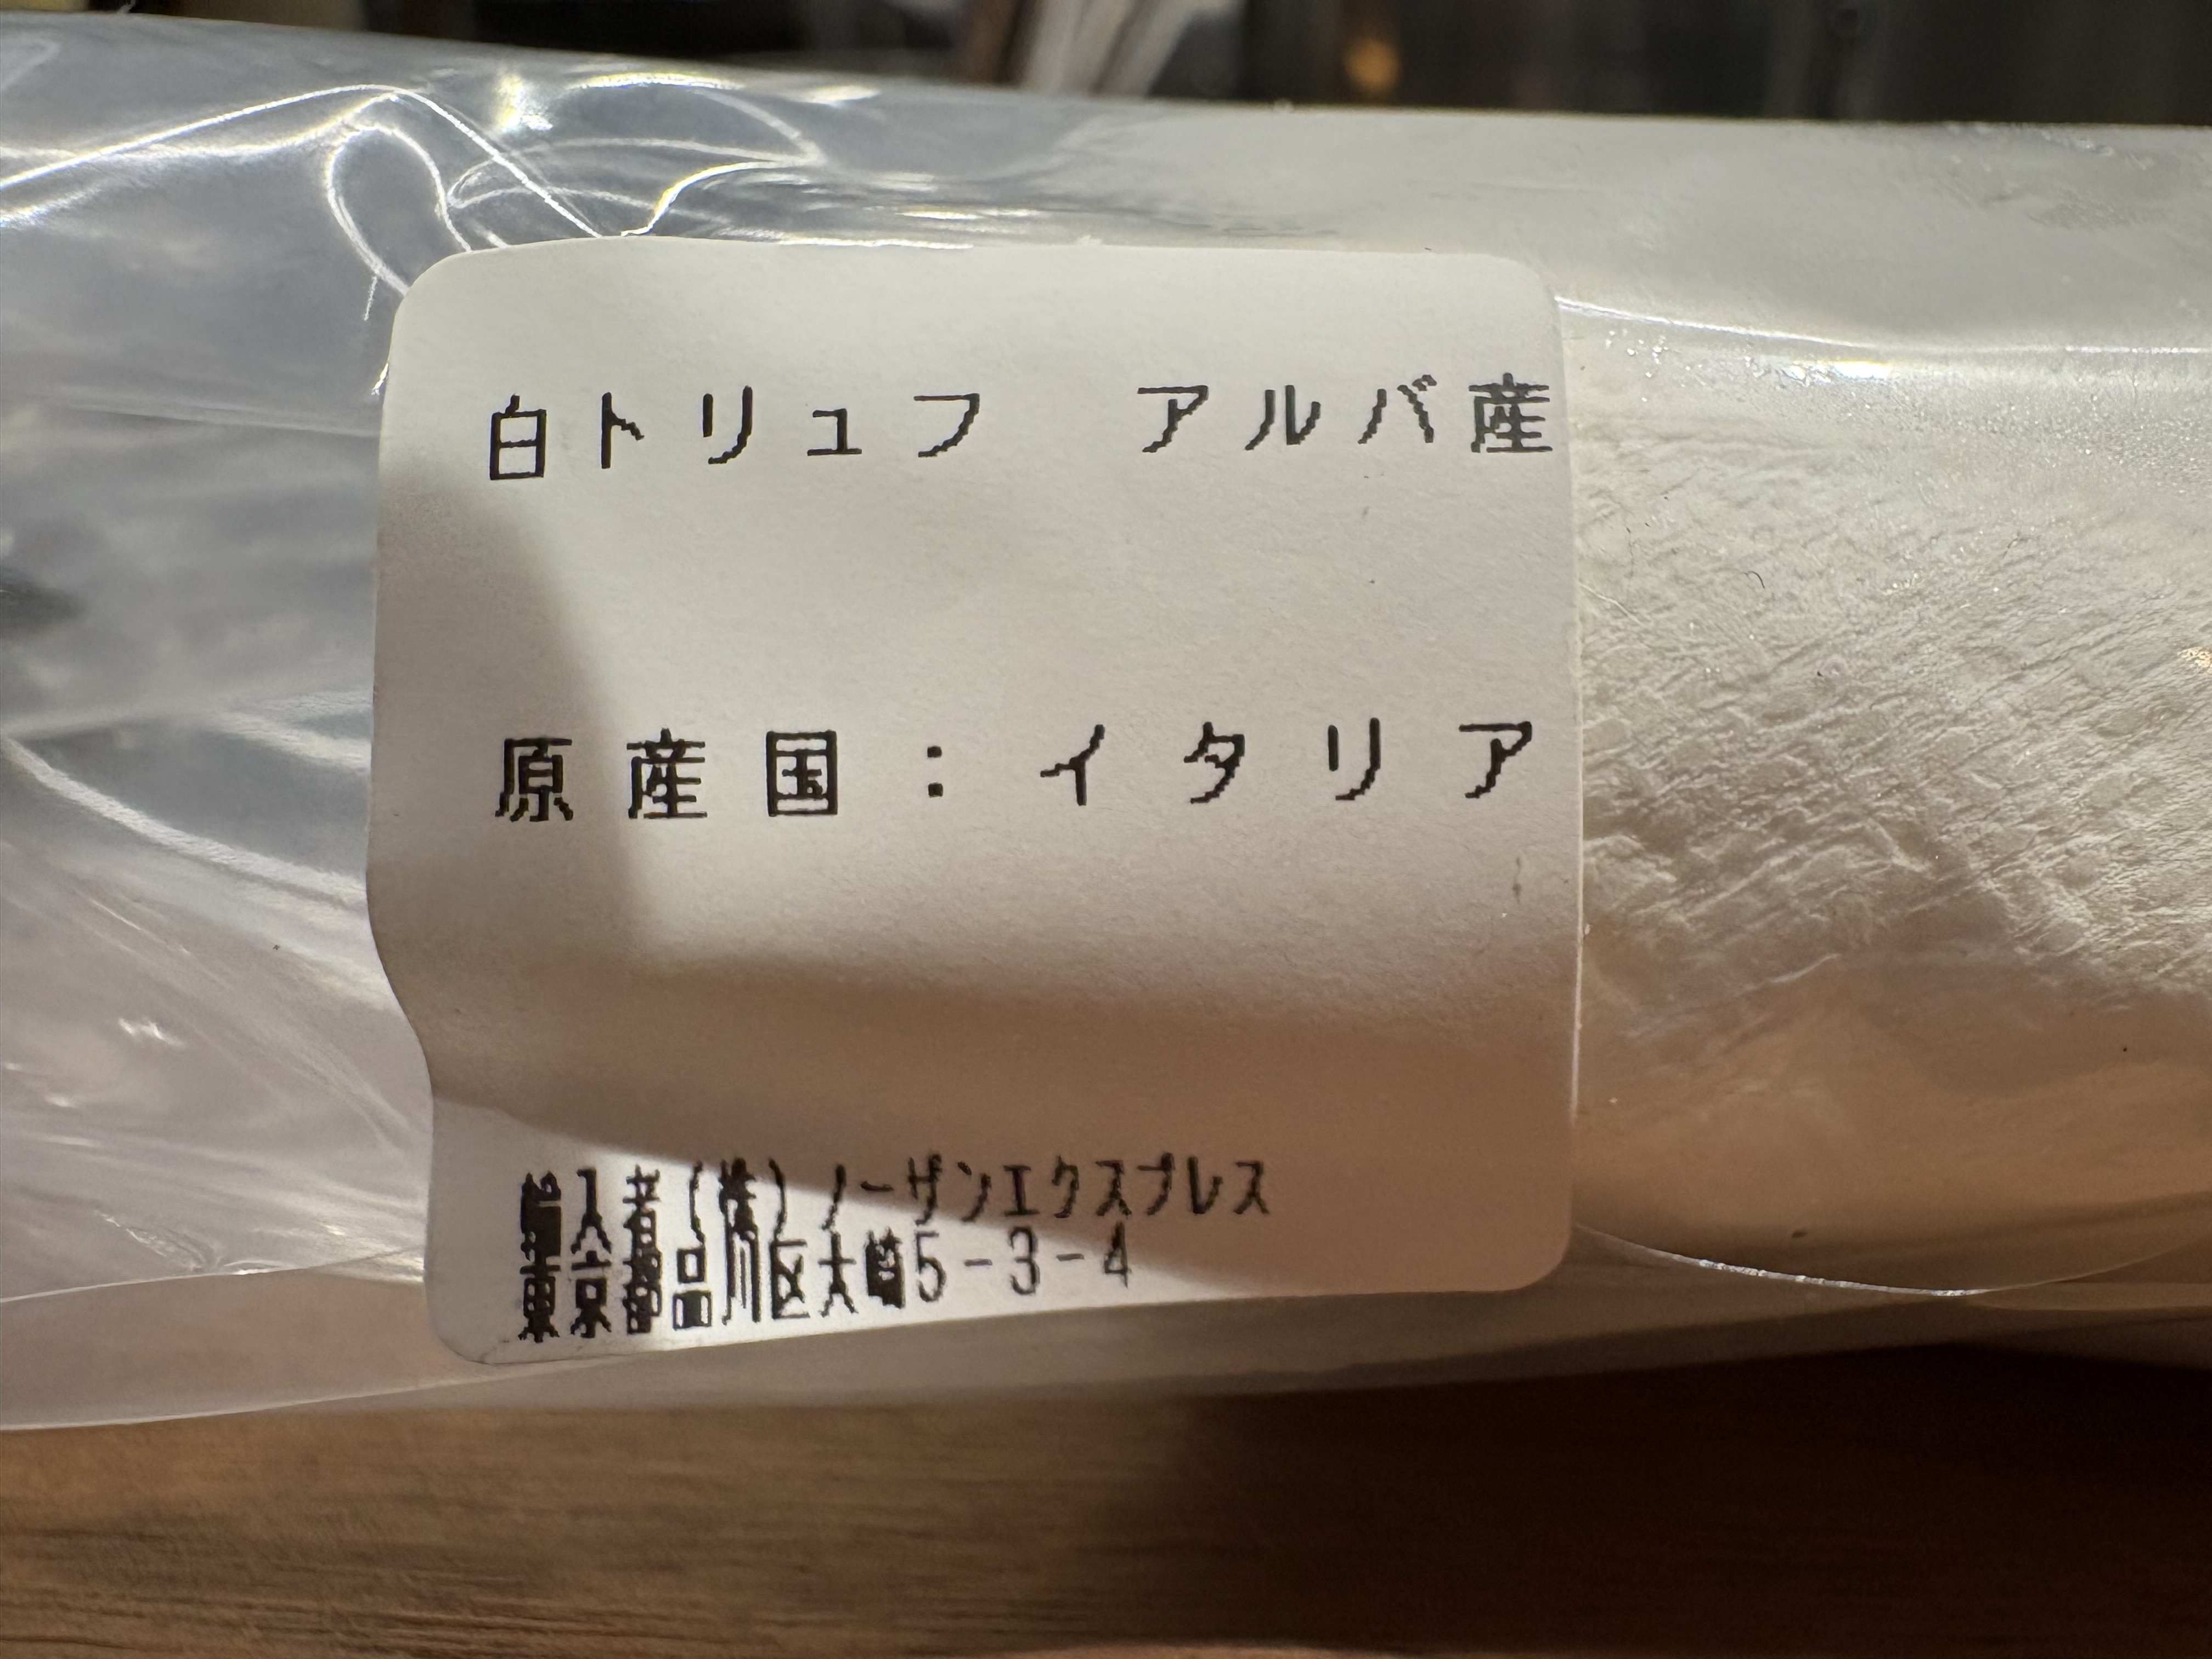 白トリュフ　アルバ産
原産国：イタリア
輸入者(株)ノーザンエクスプレス
東京都品川区大崎5-3-4